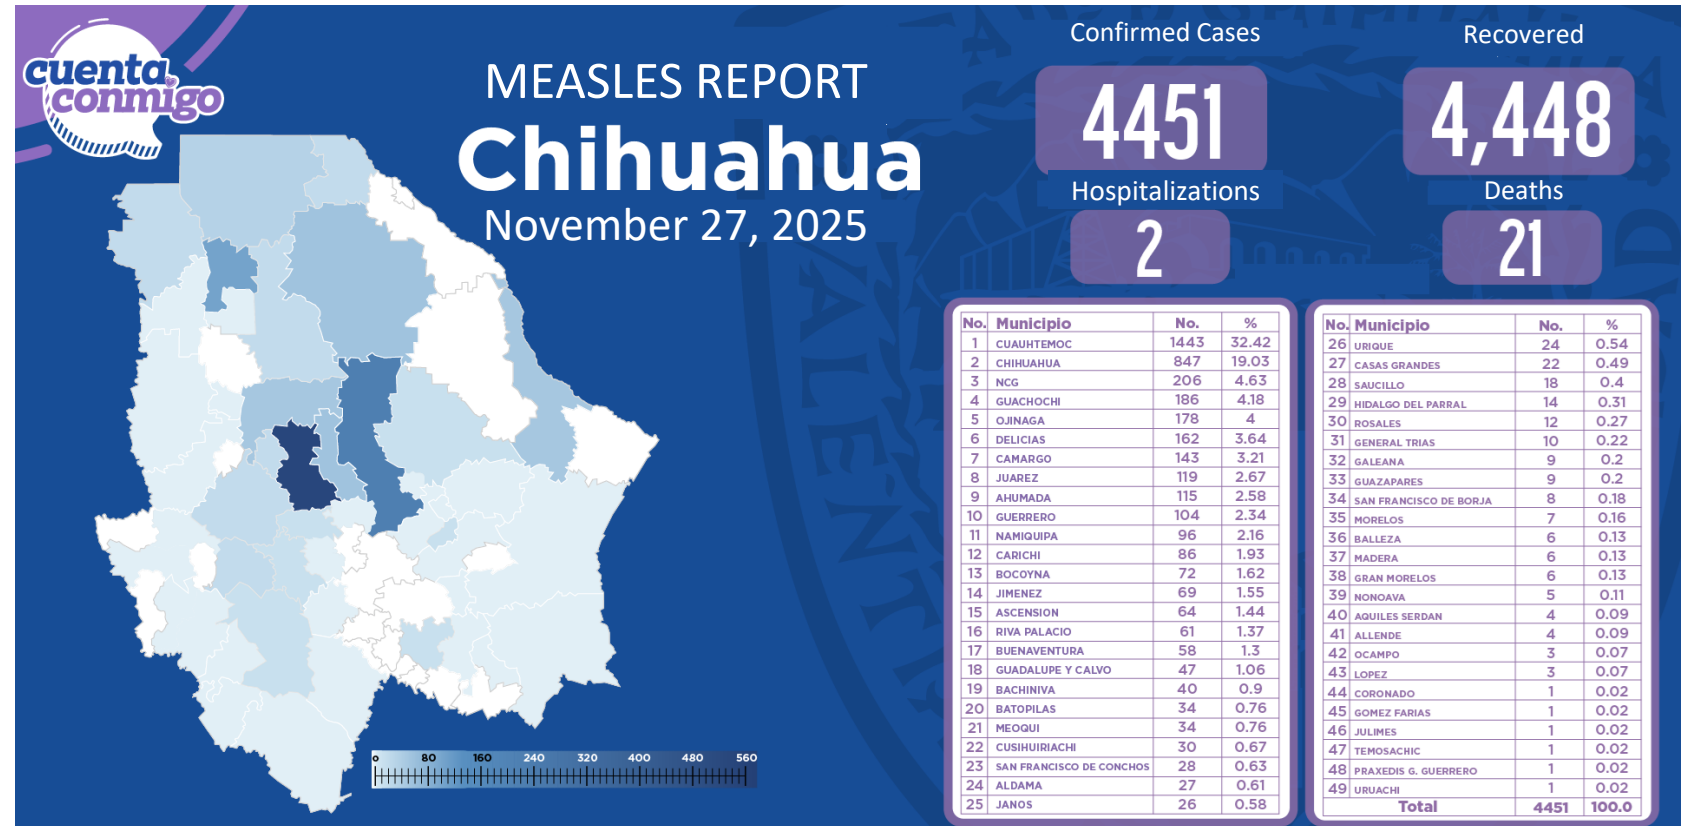 cuenta
conmigo
MEASLES REPORT
Chihuahua
November 27, 2025
Confirmed Cases
4451
Recovered
4,448
Hospitalizations
2
Deaths
21
No. Municipio No. %
1 CUAUHTEMOC 1443 32.42
2 CHIHUAHUA 847 19.03
3 NCG 206 4.63
4 GUACHOCHI 186 4.18
5 OJINAGA 178 4
6 DELICIAS 162 3.64
7 CAMARGO 143 3.21
8 JUAREZ 119 2.67
9 AHUMADA 115 2.58
10 GUERRERO 104 2.34
11 NAMIQUIPA 96 2.16
12 CARICHI 86 1.93
13 BOCOYNA 72 1.62
14 JIMENEZ 69 1.55
15 ASCENSION 64 1.44
16 RIVA PALACIO 61 1.37
17 BUENAVENTURA 58 1.3
18 GUADALUPE Y CALVO 47 1.06
19 BACHINIVA 40 0.9
20 BATOPILAS 34 0.76
21 MEOQUI 34 0.76
22 CUSIHUIRIACHI 30 0.67
23 SAN FRANCISCO DE CONCHOS 28 0.63
24 ALDAMA 27 0.61
25 JANOS 26 0.58
No. Municipio No. %
26 URIQUE 24 0.54
27 CASAS GRANDES 22 0.49
28 SAUCILLO 18 0.4
29 HIDALGO DEL PARRAL 14 0.31
30 ROSALES 12 0.27
31 GENERAL TRIAS 10 0.22
32 GALEANA 9 0.2
33 GUAZAPARES 9 0.2
34 SAN FRANCISCO DE BORJA 8 0.18
35 MORELOS 7 0.16
36 BALLEZA 6 0.13
37 MADERA 6 0.13
38 GRAN MORELOS 6 0.13
39 NONOAVA 5 0.11
40 AQUILES SERDAN 4 0.09
41 ALLENDE 4 0.09
42 OCAMPO 3 0.07
43 LOPEZ 3 0.07
44 CORONADO 1 0.02
45 GOMEZ FARIAS 1 0.02
46 JULIMES 1 0.02
47 TEMOSACHIC 1 0.02
48 PRAXEDIS G. GUERRERO 1 0.02
49 URUACHI 1 0.02
Total 4451 100.0
0 80 160 240 320 400 480 560